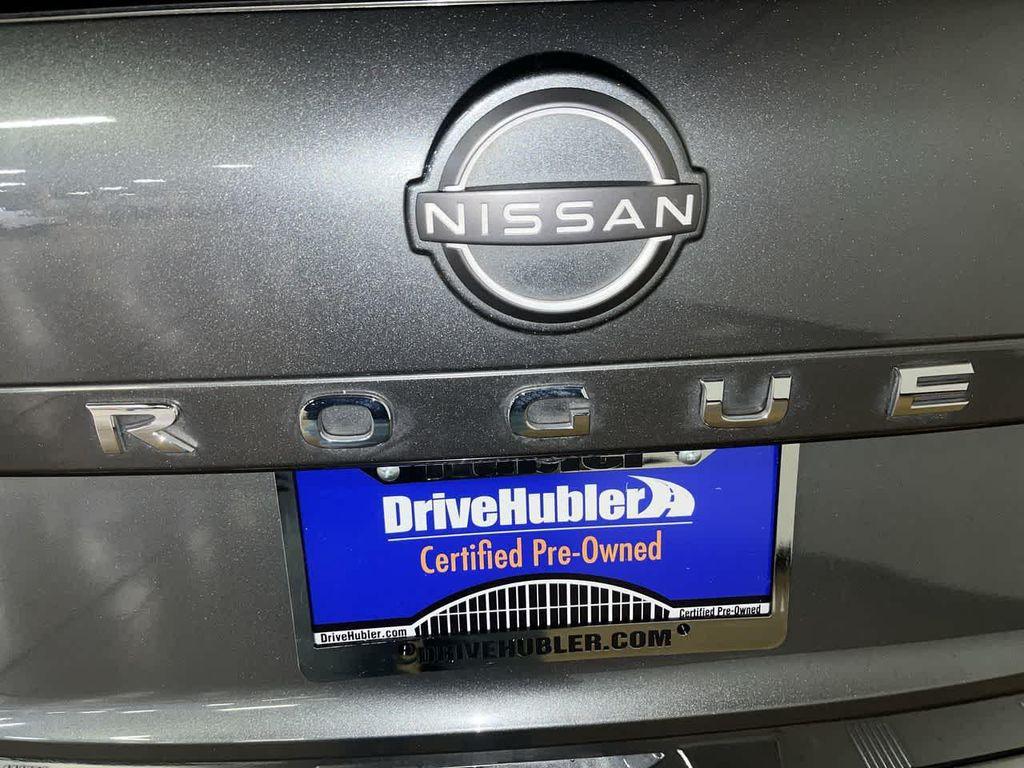 NISSAN
ROGUE
DriveHubler
Certified Pre-Owned
Certified Pre-Owned
DriveHubler.com
DRIVEHUBLER.COM